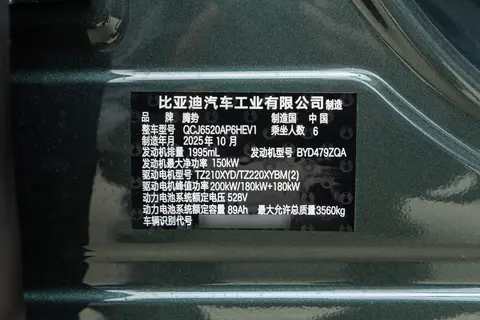 比亚迪汽车工业有限公司制造
品牌 腾势 制造国 中国
整车型号 QCJ6520AP6HEV1 乘坐人数 6
制造年月 2025年10月
发动机排量 1995mL 发动机型号 BYD479ZQA
发动机最大净功率 150kW
驱动电机型号 TZ210XYD/TZ220XYBM(2)
驱动电机峰值功率 200kW/180kW+180kW
动力电池系统额定电压 528V
动力电池系统额定容量 89Ah 最大允许总质量 3560kg
车辆识别代号